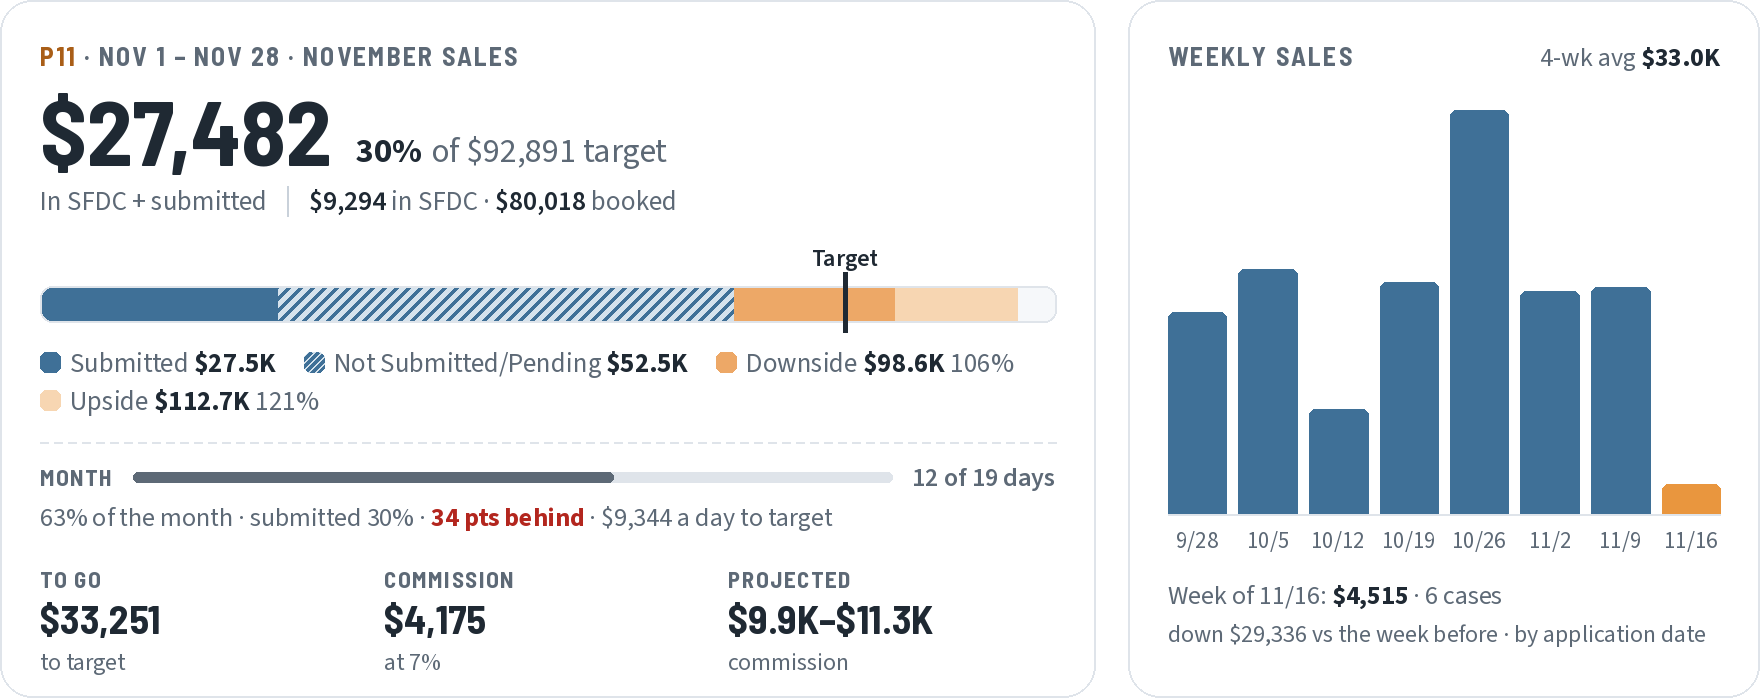 P11 · NOV 1 – NOV 28 · NOVEMBER SALES
$27,482 30% of $92,891 target
In SFDC + submitted $9,294 in SFDC · $80,018 booked
Target
Submitted $27.5K Not Submitted/Pending $52.5K Downside $98.6K 106%
Upside $112.7K 121%
MONTH 12 of 19 days
63% of the month · submitted 30% · 34 pts behind · $9,344 a day to target
TO GO COMMISSION PROJECTED
$33,251 $4,175 $9.9K–$11.3K
to target at 7% commission
WEEKLY SALES 4-wk avg $33.0K
9/28 10/5 10/12 10/19 10/26 11/2 11/9 11/16
Week of 11/16: $4,515 · 6 cases
down $29,336 vs the week before · by application date